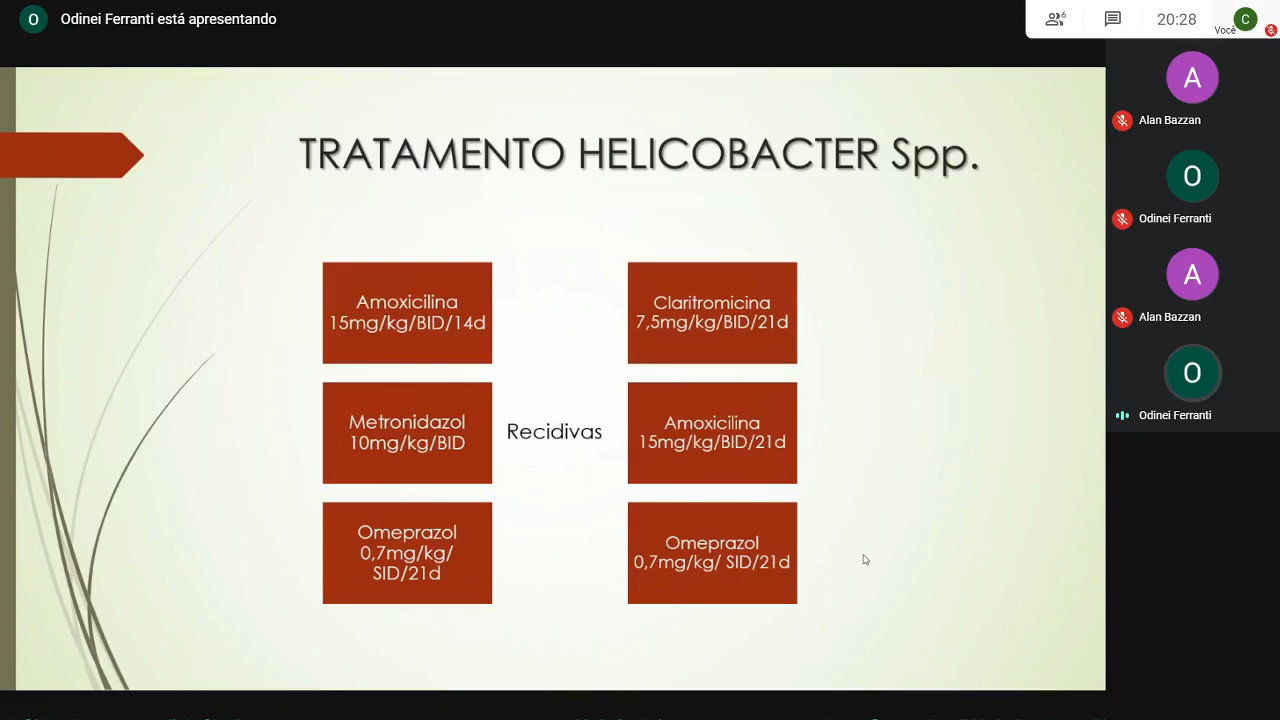 O
Odinei Ferranti está apresentando
6
20:28
C
Você
TRATAMENTO HELICOBACTER Spp.
Amoxicilina
15mg/kg/BID/14d
Metronidazol
10mg/kg/BID
Omeprazol
0,7mg/kg/
SID/21d
Recidivas
Claritromicina
7,5mg/kg/BID/21d
Amoxicilina
15mg/kg/BID/21d
Omeprazol
0,7mg/kg/ SID/21d
A
Alan Bazzan
O
Odinei Ferranti
A
Alan Bazzan
O
Odinei Ferranti